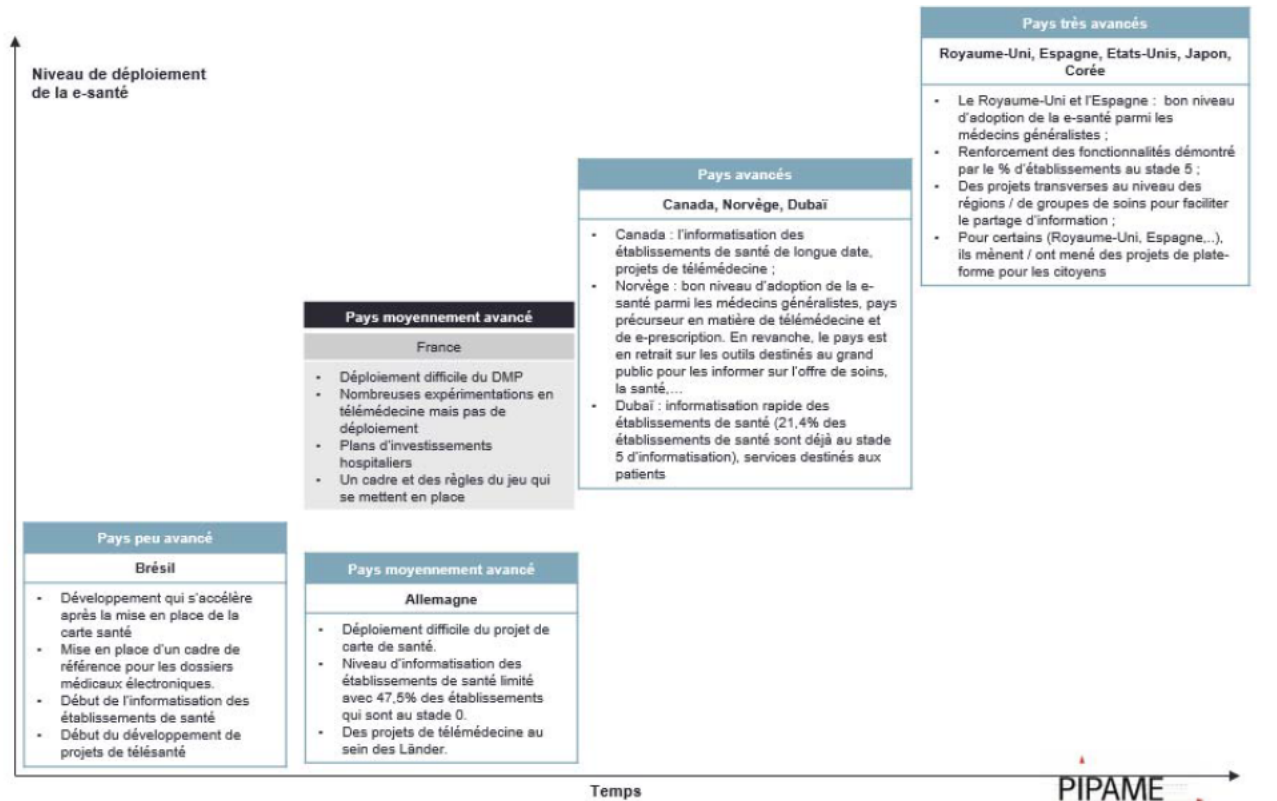 Niveau de déploiement
de la e-santé
Pays très avancés
Royaume-Uni, Espagne, Etats-Unis, Japon,
Corée
- Le Royaume-Uni et l'Espagne : bon niveau
d'adoption de la e-santé parmi les
médecins généralistes ;
- Renforcement des fonctionnalités démontré
par le % d'établissements au stade 5 ;
- Des projets transverses au niveau des
régions / de groupes de soins pour faciliter
le partage d'information ;
- Pour certains (Royaume-Uni, Espagne,..),
ils mènent / ont mené des projets de plate-
forme pour les citoyens
Pays avancés
Canada, Norvège, Dubaï
- Canada : l'informatisation des
établissements de santé de longue date,
projets de télémédecine ;
- Norvège : bon niveau d'adoption de la e-
santé parmi les médecins généralistes, pays
précurseur en matière de télémédecine et
de e-prescription. En revanche, le pays est
en retrait sur les outils destinés au grand
public pour les informer sur l'offre de soins,
la santé,...
- Dubaï : informatisation rapide des
établissements de santé (21,4% des
établissements de santé sont déjà au stade
5 d'informatisation), services destinés aux
patients
Pays moyennement avancé
France
- Déploiement difficile du DMP
- Nombreuses expérimentations en
télémédecine mais pas de
déploiement
- Plans d'investissements
hospitaliers
- Un cadre et des règles du jeu qui
se mettent en place
Pays peu avancé
Brésil
- Développement qui s'accélère
après la mise en place de la
carte santé
- Mise en place d'un cadre de
référence pour les dossiers
médicaux électroniques.
- Début de l'informatisation des
établissements de santé
- Début du développement de
projets de télésanté
Pays moyennement avancé
Allemagne
- Déploiement difficile du projet de
carte de santé.
- Niveau d'informatisation des
établissements de santé limité
avec 47,5% des établissements
qui sont au stade 0.
- Des projets de télémédecine au
sein des Länder.
Temps
PIPAME